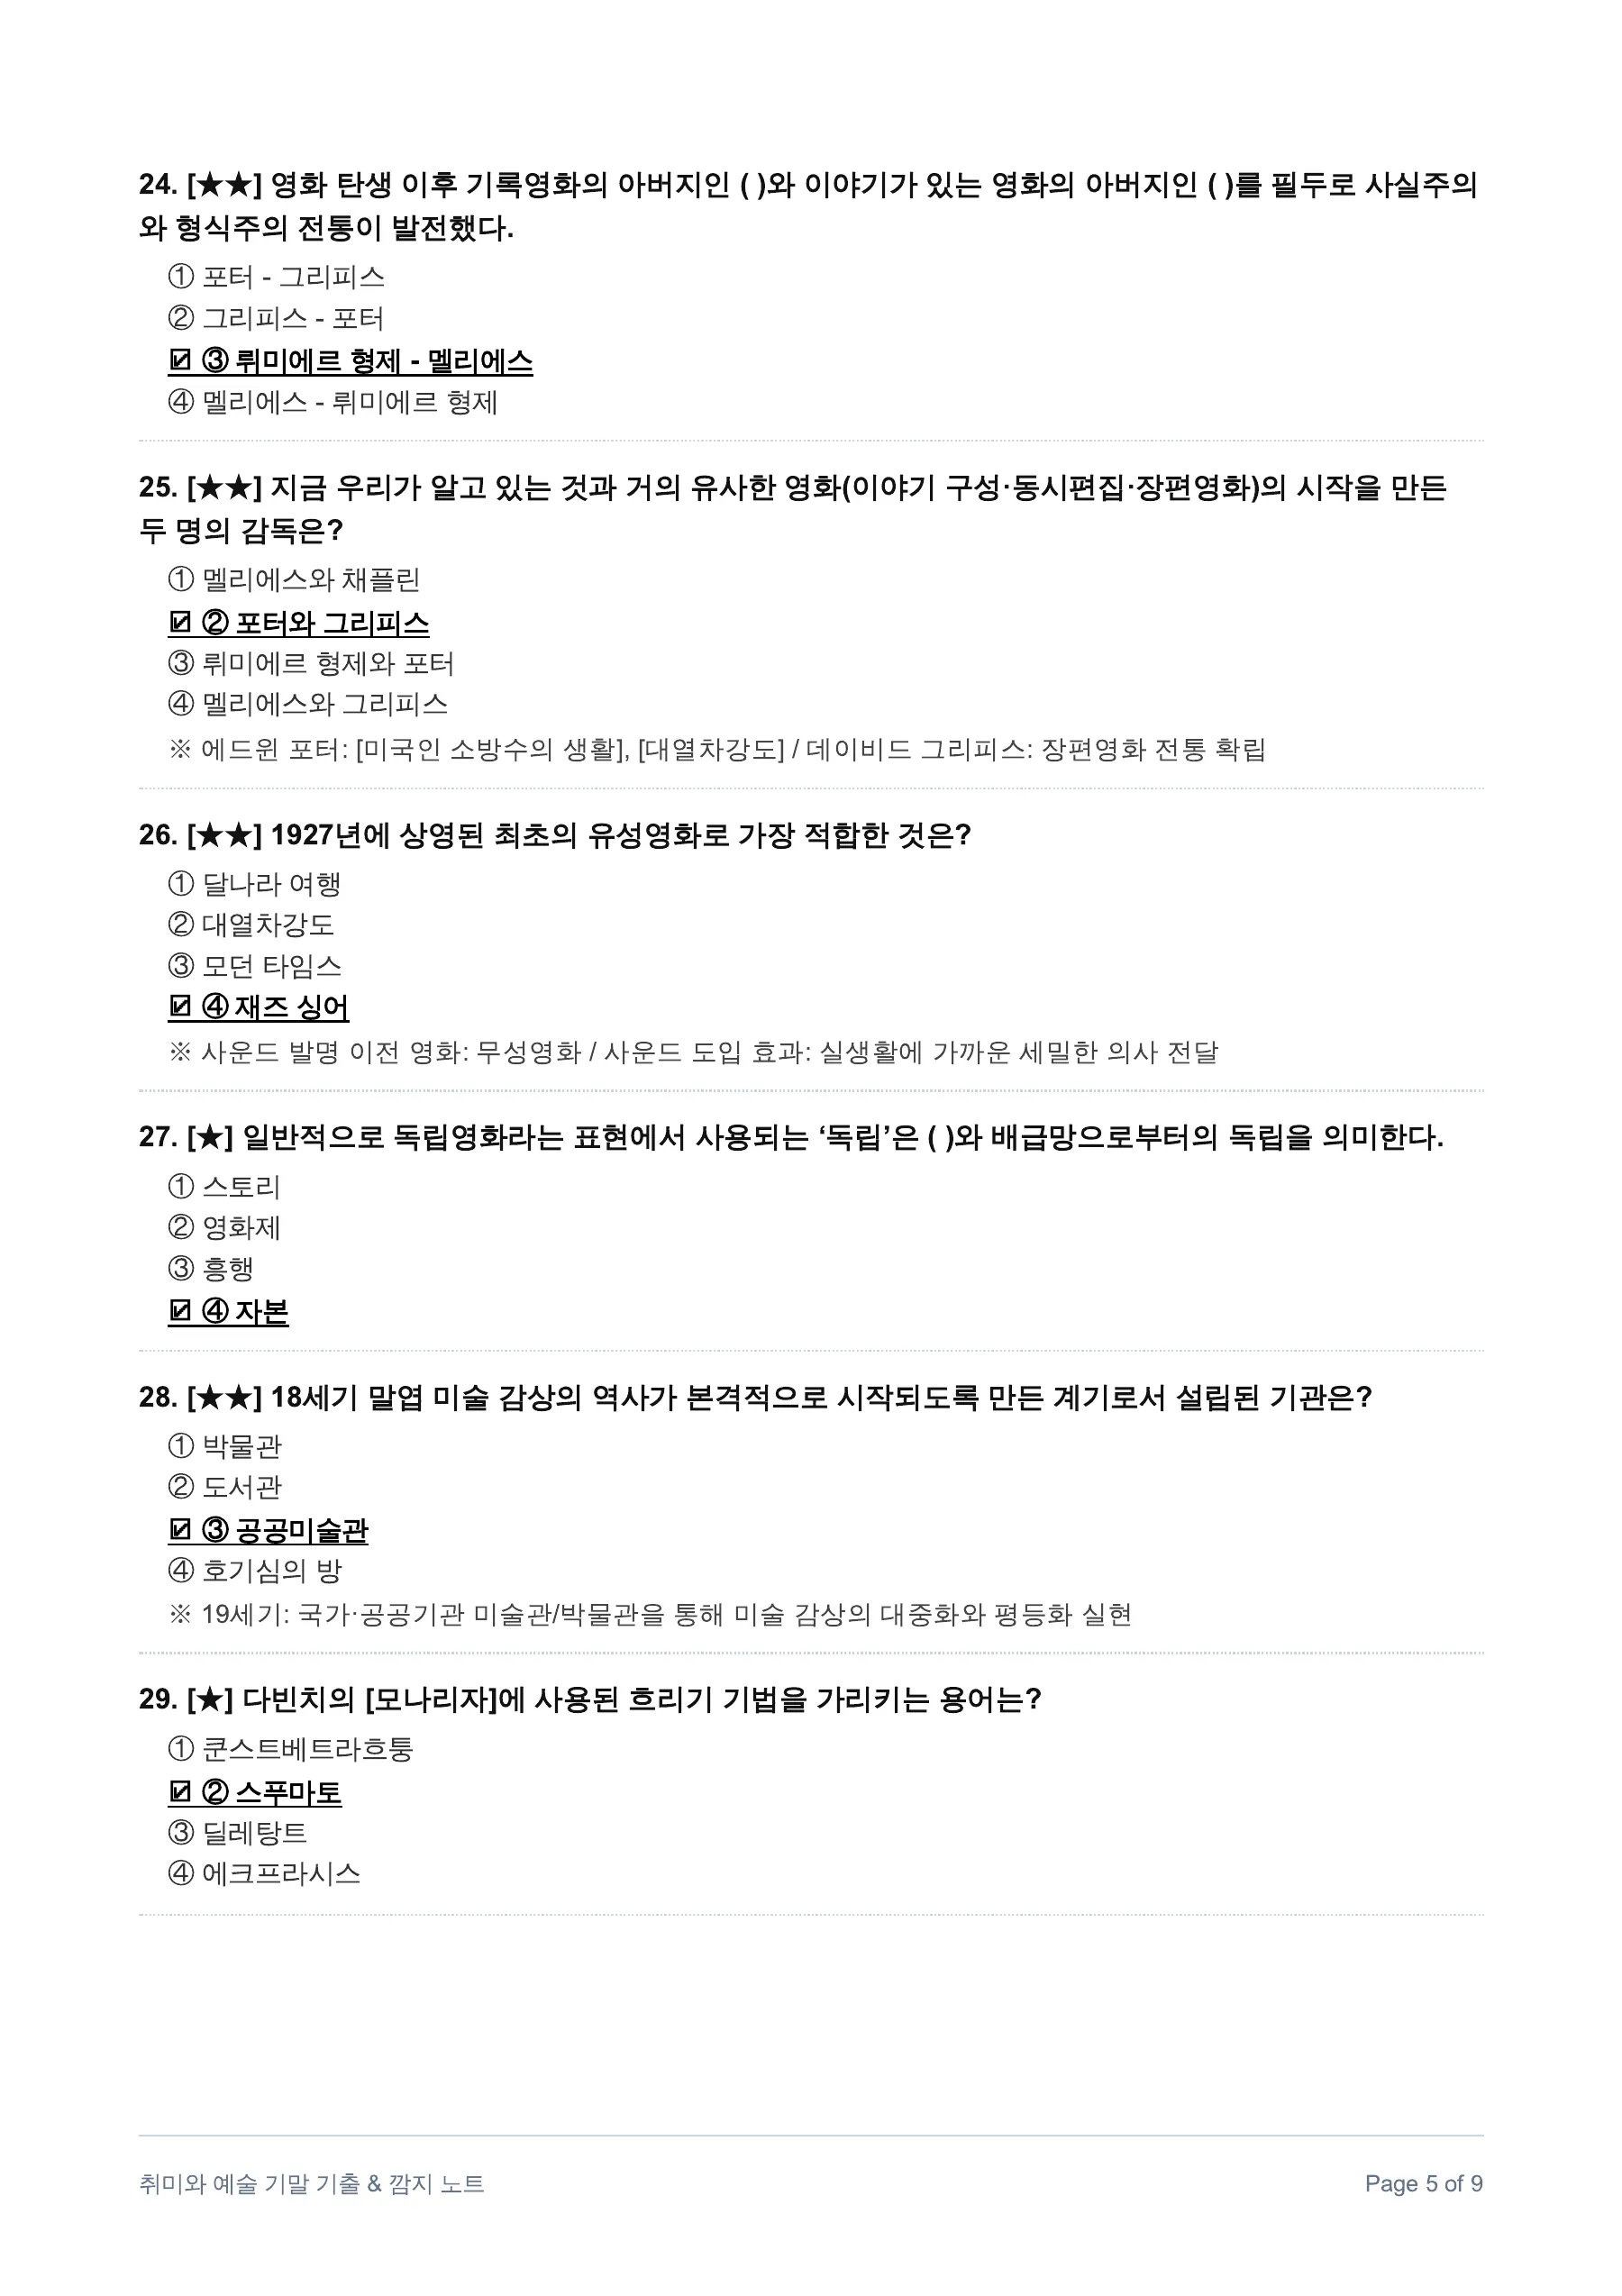 24. [★★] 영화 탄생 이후 기록영화의 아버지인 ( )와 이야기가 있는 영화의 아버지인 ( )를 필두로 사실주의
와 형식주의 전통이 발전했다.
① 포터 - 그리피스
② 그리피스 - 포터
☑ ③ 뤼미에르 형제 - 멜리에스
④ 멜리에스 - 뤼미에르 형제
25. [★★] 지금 우리가 알고 있는 것과 거의 유사한 영화(이야기 구성·동시편집·장편영화)의 시작을 만든
두 명의 감독은?
① 멜리에스와 채플린
☑ ② 포터와 그리피스
③ 뤼미에르 형제와 포터
④ 멜리에스와 그리피스
※ 에드윈 포터: [미국인 소방수의 생활], [대열차강도] / 데이비드 그리피스: 장편영화 전통 확립
26. [★★] 1927년에 상영된 최초의 유성영화로 가장 적합한 것은?
① 달나라 여행
② 대열차강도
③ 모던 타임스
☑ ④ 재즈 싱어
※ 사운드 발명 이전 영화: 무성영화 / 사운드 도입 효과: 실생활에 가까운 세밀한 의사 전달
27. [★] 일반적으로 독립영화라는 표현에서 사용되는 ‘독립’은 ( )와 배급망으로부터의 독립을 의미한다.
① 스토리
② 영화제
③ 흥행
☑ ④ 자본
28. [★★] 18세기 말엽 미술 감상의 역사가 본격적으로 시작되도록 만든 계기로서 설립된 기관은?
① 박물관
② 도서관
☑ ③ 공공미술관
④ 호기심의 방
※ 19세기: 국가·공공기관 미술관/박물관을 통해 미술 감상의 대중화와 평등화 실현
29. [★] 다빈치의 [모나리자]에 사용된 흐리기 기법을 가리키는 용어는?
① 쿤스트베트라흐퉁
☑ ② 스푸마토
③ 딜레탕트
④ 에크프라시스
취미와 예술 기말 기출 & 깜지 노트
Page 5 of 9